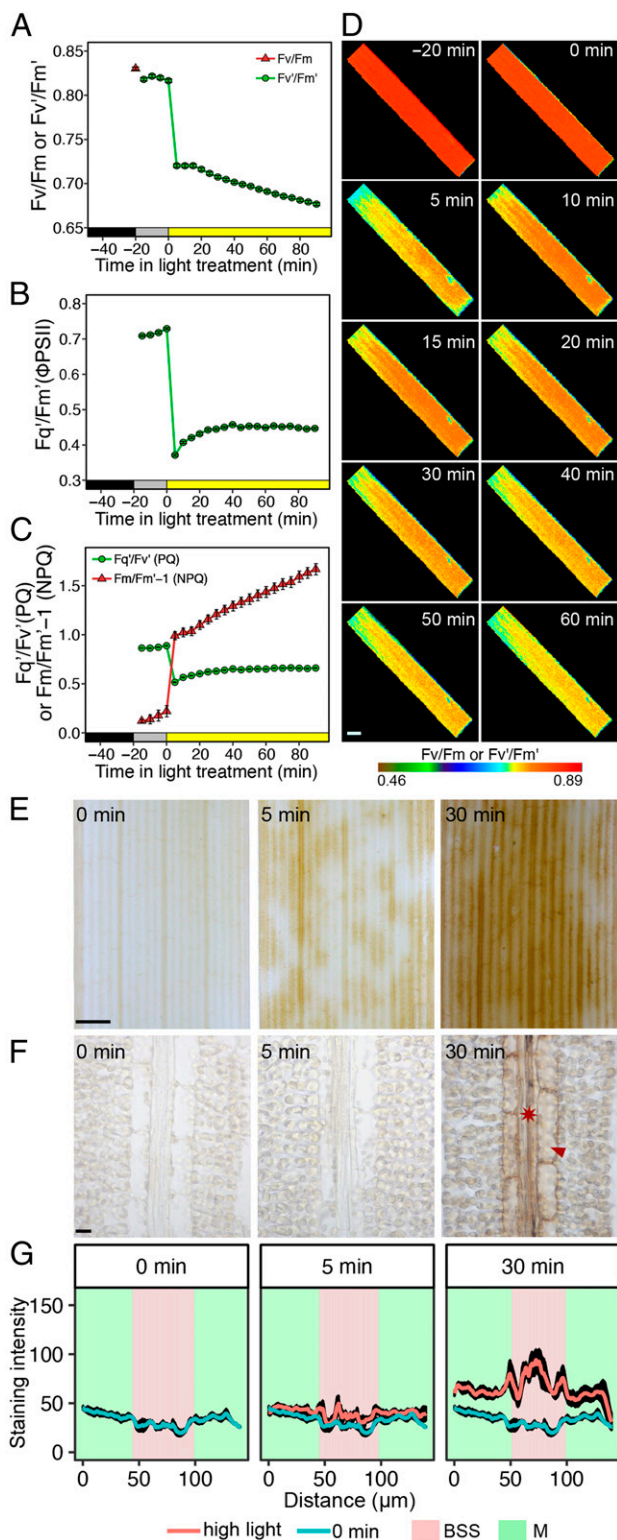 A
Fv/Fm or Fv'/Fm'
0.85
0.80
0.75
0.70
0.65
Fv/Fm
Fv'/Fm'
−40 −20 0 20 40 60 80
Time in light treatment (min)
B
Fq'/Fm'(ΦPSII)
0.7
0.6
0.5
0.4
0.3
−40 −20 0 20 40 60 80
Time in light treatment (min)
C
Fq'/Fv'(PQ)
or Fm/Fm'−1 (NPQ)
1.5
1.0
0.5
0.0
Fq'/Fv' (PQ)
Fm/Fm'−1 (NPQ)
−40 −20 0 20 40 60 80
Time in light treatment (min)
D
−20 min
0 min
5 min
10 min
15 min
20 min
30 min
40 min
50 min
60 min
Fv/Fm or Fv'/Fm'
0.46 0.89
E
0 min
5 min
30 min
F
0 min
5 min
30 min
G
0 min
5 min
30 min
Staining intensity
150
100
50
0
0 50 100
0 50 100
0 50 100
Distance (µm)
high light 0 min BSS M